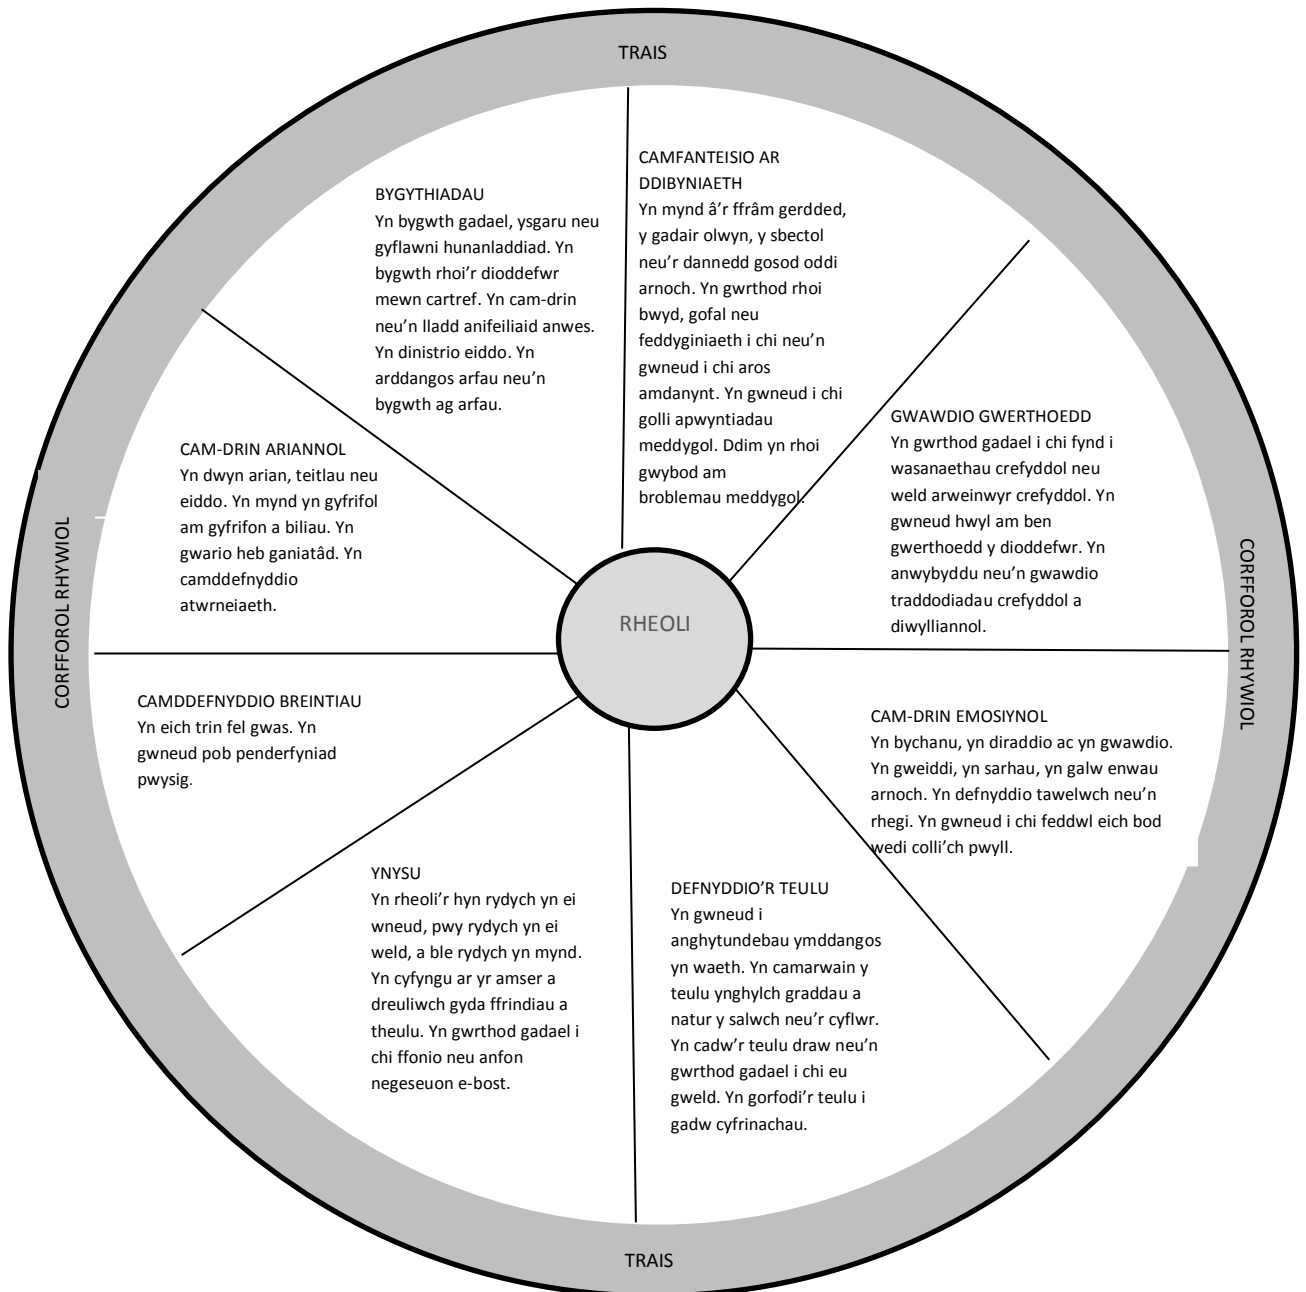 TRAIS
CAMFANTEISIO AR
DDIBYNIAETH
Yn mynd â’r ffrâm gerdded,
y gadair olwyn, y sbectol
neu’r dannedd gosod oddi
arnoch. Yn gwrthod rhoi
bwyd, gofal neu
feddyginiaeth i chi neu’n
gwneud i chi aros
amdanynt. Yn gwneud i chi
golli apwyntiadau
meddygol. Ddim yn rhoi
gwybod am
broblemau meddygol.
GWAWDIO GWERTHOEDD
Yn gwrthod gadael i chi fynd i
wasanaethau crefyddol neu
weld arweinwyr crefyddol. Yn
gwneud hwyl am ben
gwerthoedd y dioddefwr. Yn
anwybyddu neu’n gwawdio
traddodiadau crefyddol a
diwylliannol.
CORFFOROL RHYWIOL
CAM-DRIN EMOSIYNOL
Yn bychanu, yn diraddio ac yn gwawdio.
Yn gweiddi, yn sarhau, yn galw enwau
arnoch. Yn defnyddio tawelwch neu’n
rhegi. Yn gwneud i chi feddwl eich bod
wedi colli’ch pwyll.
DEFNYDDIO’R TEULU
Yn gwneud i
anghytundebau ymddangos
yn waeth. Yn camarwain y
teulu ynghylch graddau a
natur y salwch neu’r cyflwr.
Yn cadw’r teulu draw neu’n
gwrthod gadael i chi eu
gweld. Yn gorfodi’r teulu i
gadw cyfrinachau.
TRAIS
YNYSU
Yn rheoli’r hyn rydych yn ei
wneud, pwy rydych yn ei
weld, a ble rydych yn mynd.
Yn cyfyngu ar yr amser a
dreuliwch gyda ffrindiau a
theulu. Yn gwrthod gadael i
chi ffonio neu anfon
negeseuon e-bost.
CAMDDEFNYDDIO BREINTIAU
Yn eich trin fel gwas. Yn
gwneud pob penderfyniad
pwysig.
CORFFOROL RHYWIOL
CAM-DRIN ARIANNOL
Yn dwyn arian, teitlau neu
eiddo. Yn mynd yn gyfrifol
am gyfrifon a biliau. Yn
gwario heb ganiatâd. Yn
camddefnyddio
atwrneiaeth.
BYGYTHIADAU
Yn bygwth gadael, ysgaru neu
gyflawni hunanladdiad. Yn
bygwth rhoi’r dioddefwr
mewn cartref. Yn cam-drin
neu’n lladd anifeiliaid anwes.
Yn dinistrio eiddo. Yn
arddangos arfau neu’n
bygwth ag arfau.
RHEOLI